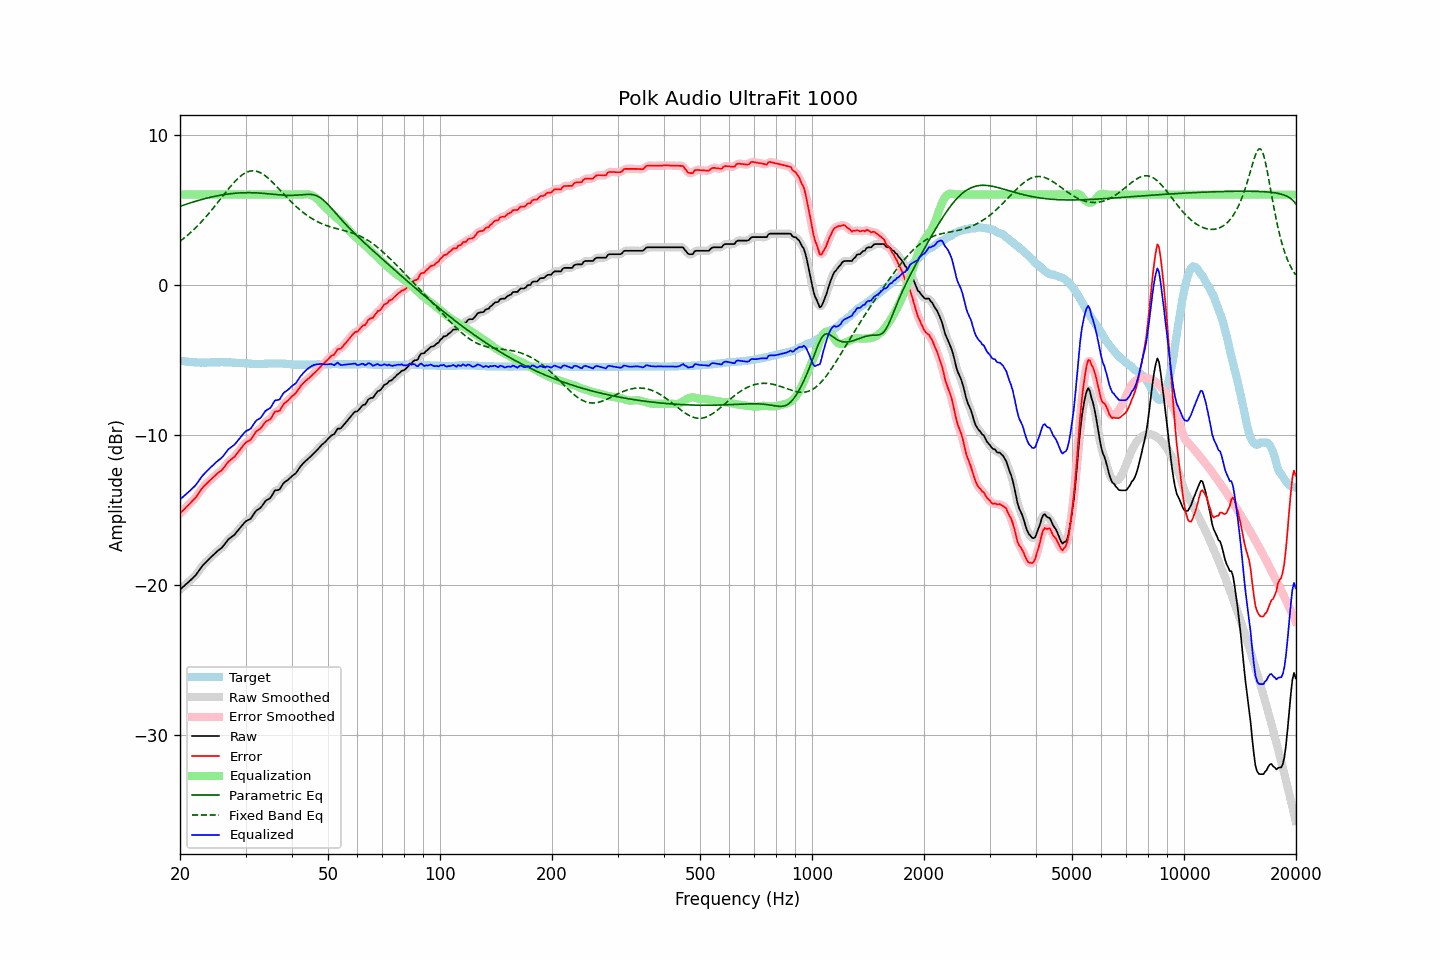 Polk Audio UltraFit 1000
Amplitude (dBr)
10
0
−10
−20
−30
Target
Raw Smoothed
Error Smoothed
Raw
Error
Equalization
Parametric Eq
Fixed Band Eq
Equalized
20 50 100 200 500 1000 2000 5000 10000 20000
Frequency (Hz)